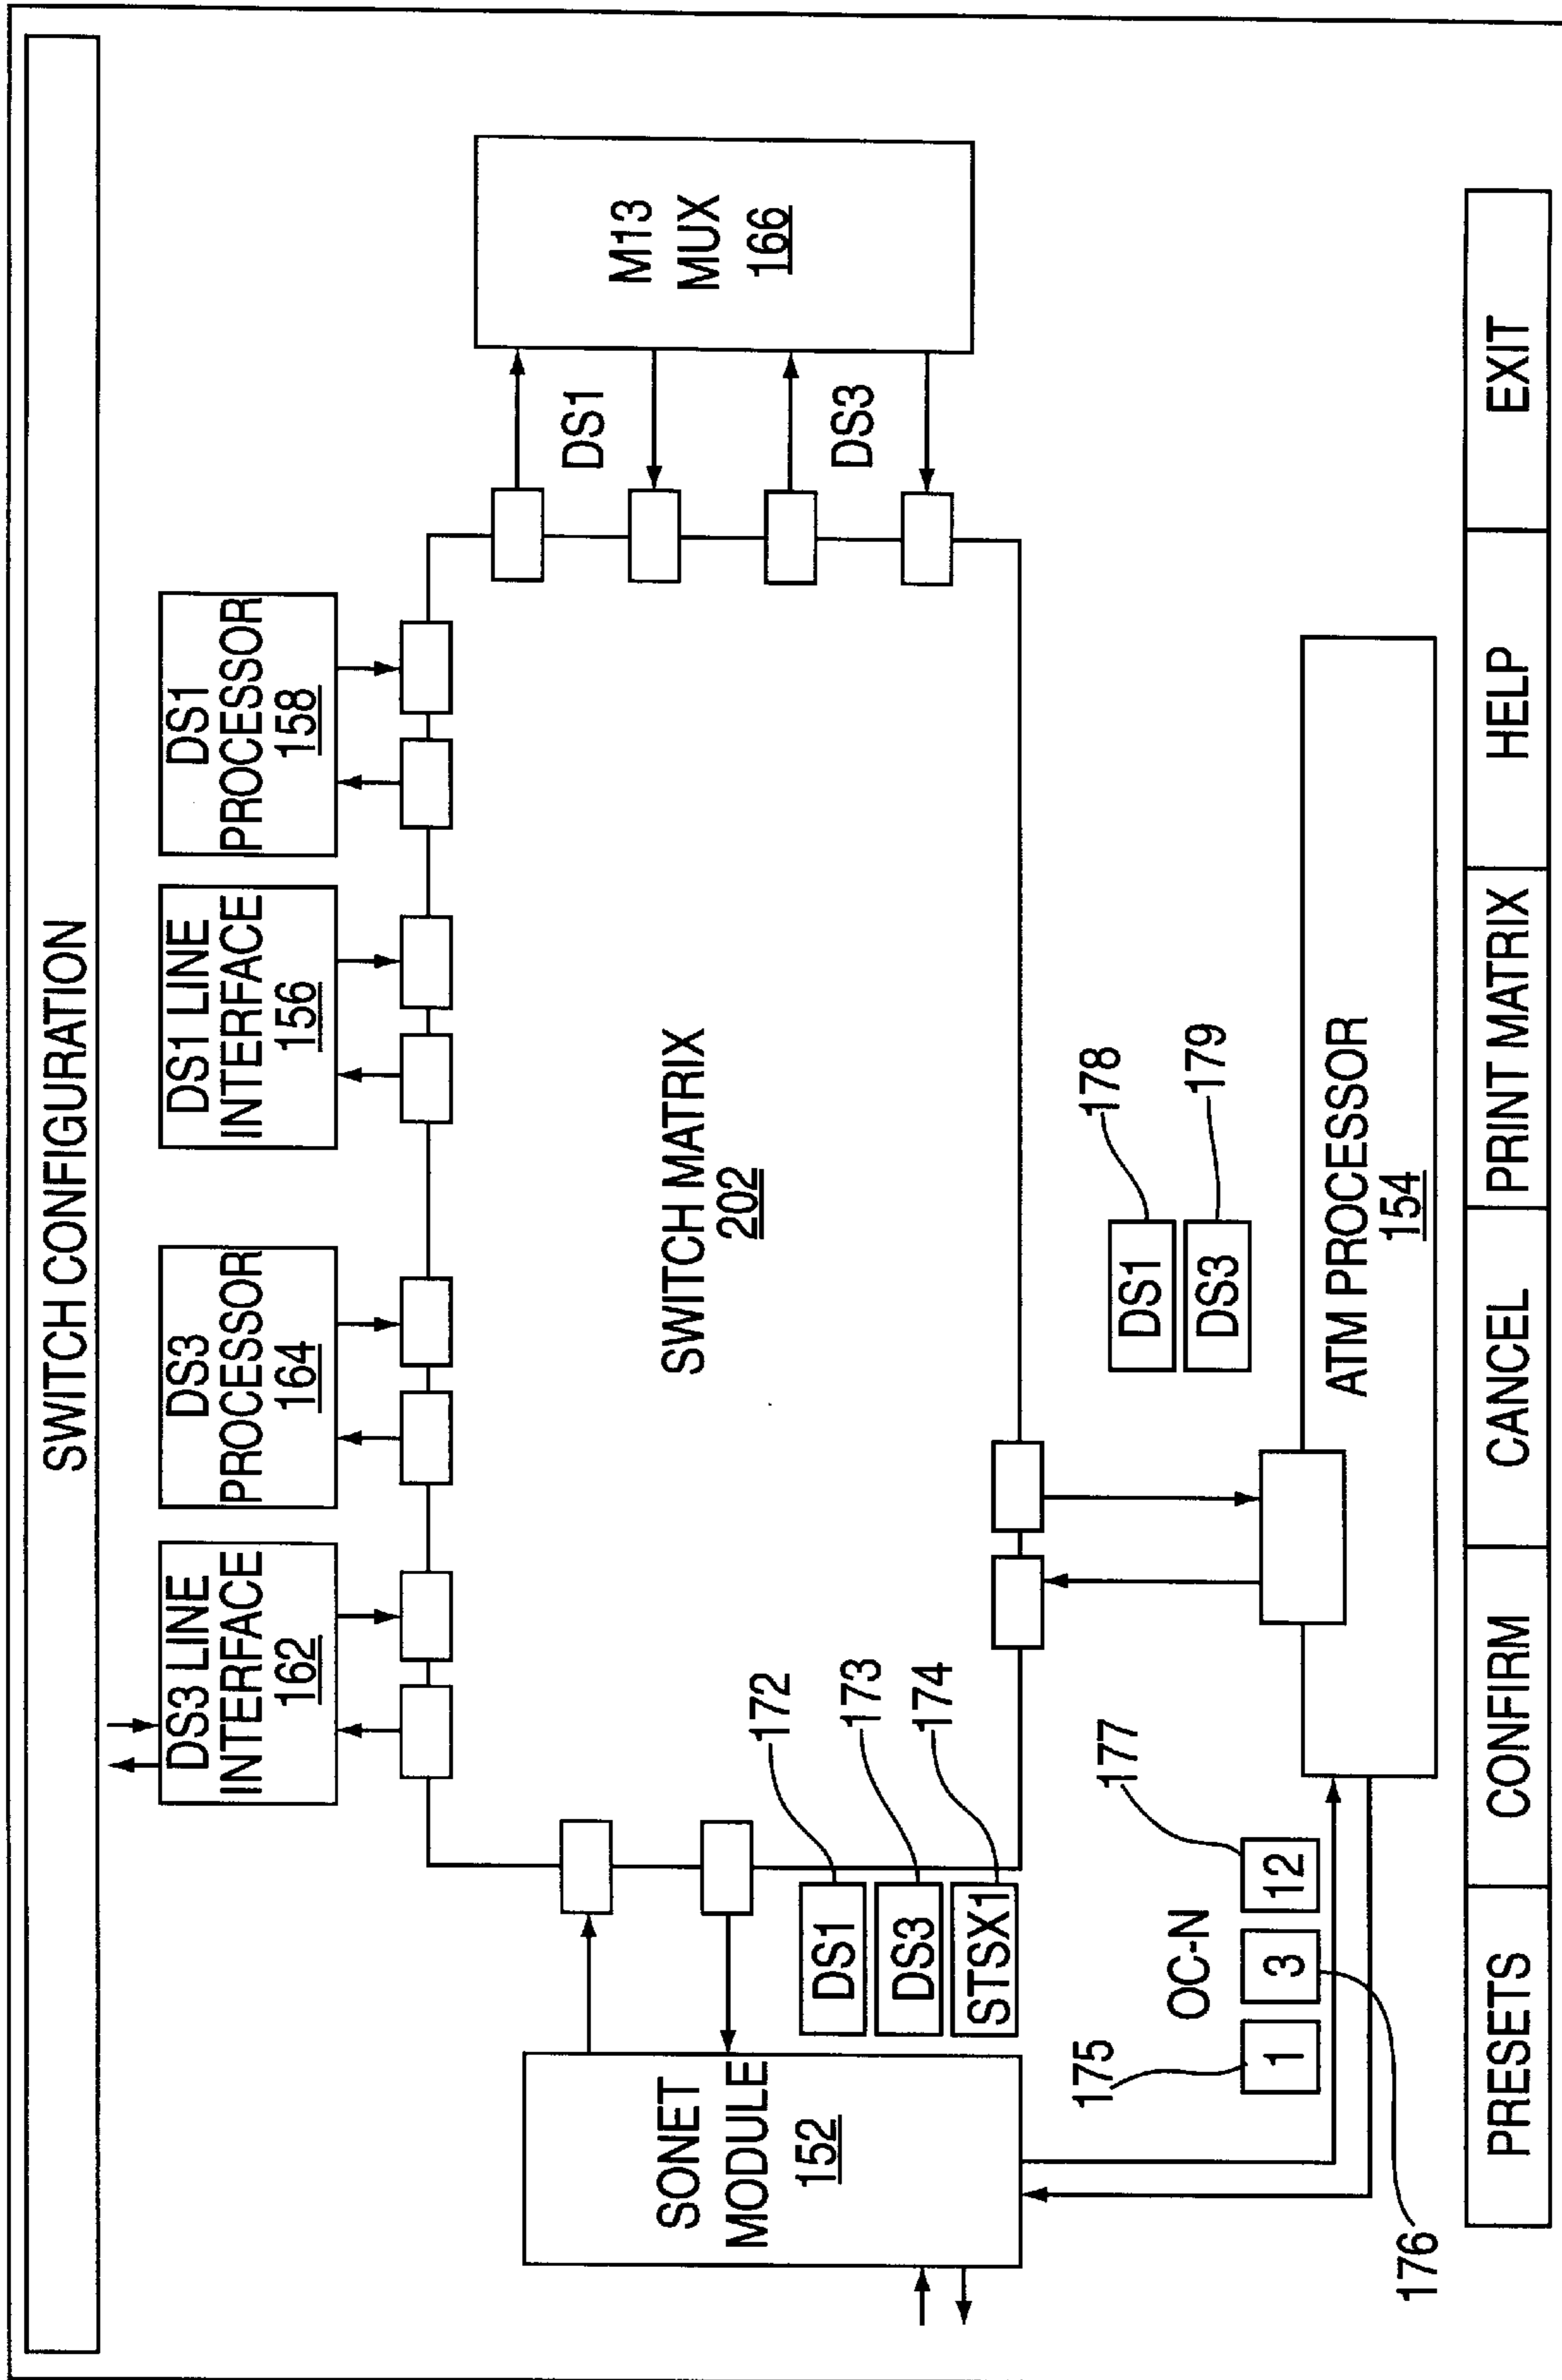 SWITCH CONFIGURATION
DS3 LINE
INTERFACE
162
DS3
PROCESSOR
164
DS1 LINE
INTERFACE
156
DS1
PROCESSOR
158
SONET
MODULE
152
SWITCH MATRIX
202
M13
MUX
166
DS1
DS3
DS1
DS3
STSX1
172
173
174
175
OC-N
1
3
12
177
176
DS1
DS3
178
179
ATM PROCESSOR
154
PRESETS
CONFIRM
CANCEL
PRINT MATRIX
HELP
EXIT